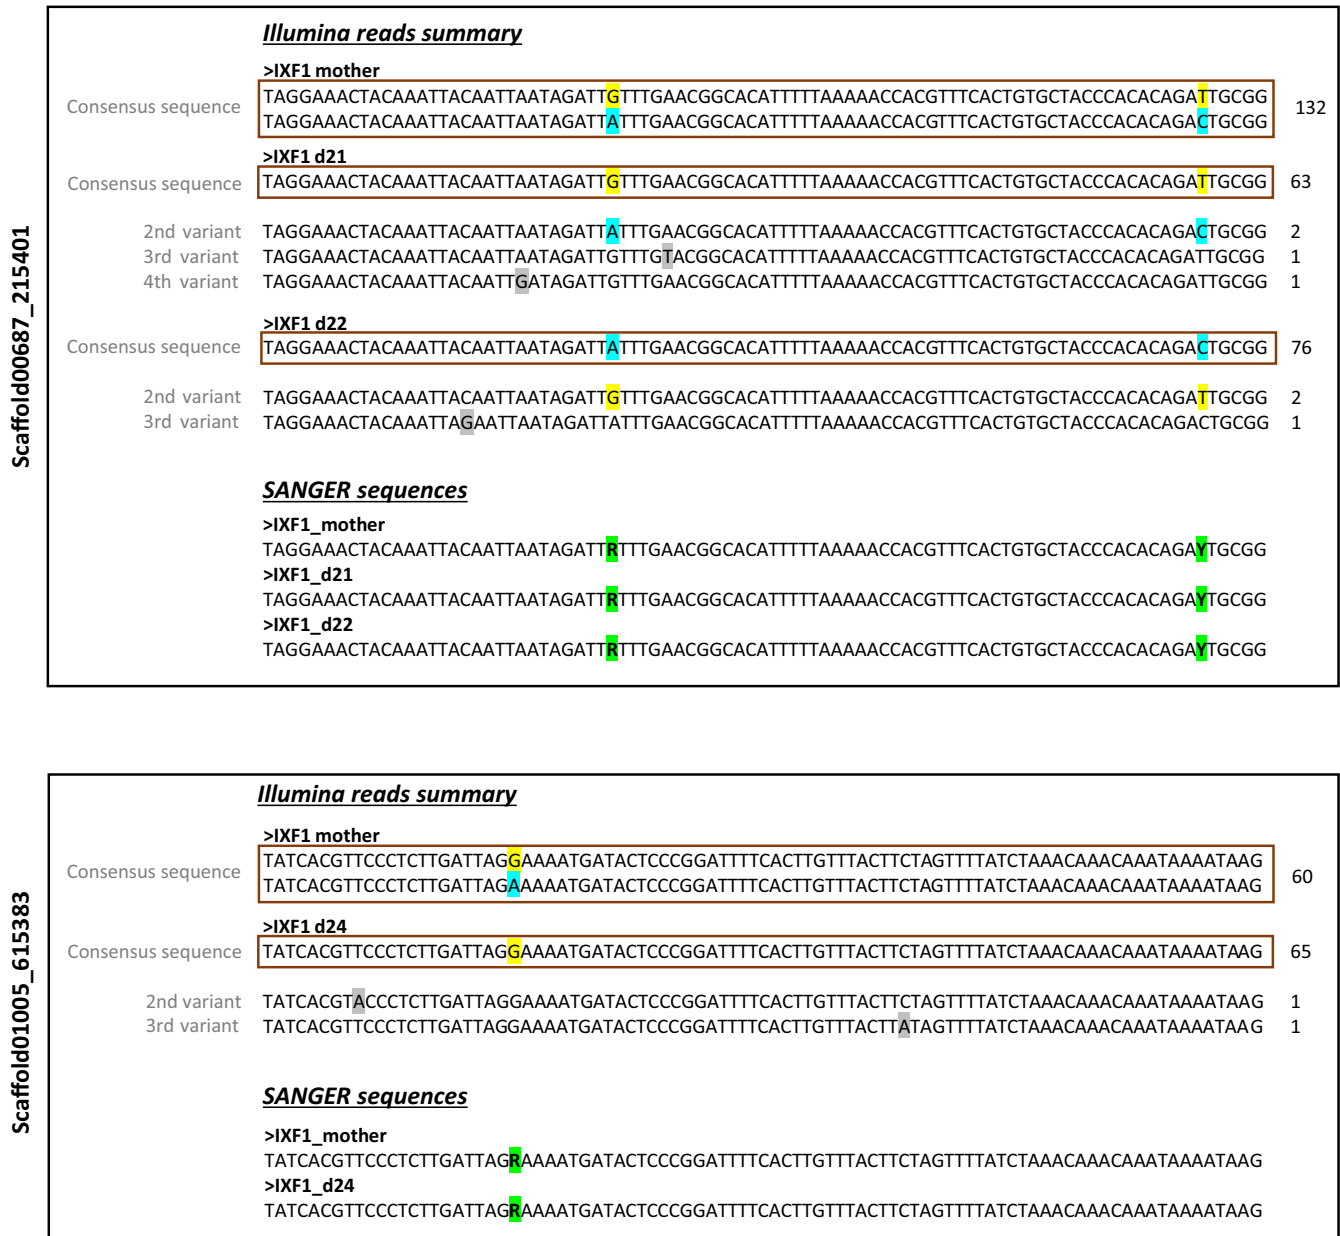 Scaffold00687_215401
Illumina reads summary
>IXF1 mother
Consensus sequence
TAGGAAACTACAAATTACAATTAATAGATTGTTTGAACGGCACATTTTTAAAAACCACGTTTCACTGTGCTACCCACACAGATTGCGG
TAGGAAACTACAAATTACAATTAATAGATTATTTGAACGGCACATTTTTAAAAACCACGTTTCACTGTGCTACCCACACAGACTGCGG
132
>IXF1 d21
Consensus sequence TAGGAAACTACAAATTACAATTAATAGATTGTTTGAACGGCACATTTTTAAAAACCACGTTTCACTGTGCTACCCACACAGATTGCGG 63
2nd variant TAGGAAACTACAAATTACAATTAATAGATTATTTGAACGGCACATTTTTAAAAACCACGTTTCACTGTGCTACCCACACAGACTGCGG 2
3rd variant TAGGAAACTACAAATTACAATTAATAGATTGTTTGTACGGCACATTTTTAAAAACCACGTTTCACTGTGCTACCCACACAGATTGCGG 1
4th variant TAGGAAACTACAAATTACAATTGATAGATTGTTTGAACGGCACATTTTTAAAAACCACGTTTCACTGTGCTACCCACACAGATTGCGG 1
>IXF1 d22
Consensus sequence TAGGAAACTACAAATTACAATTAATAGATTATTTGAACGGCACATTTTTAAAAACCACGTTTCACTGTGCTACCCACACAGACTGCGG 76
2nd variant TAGGAAACTACAAATTACAATTAATAGATTGTTTGAACGGCACATTTTTAAAAACCACGTTTCACTGTGCTACCCACACAGATTGCGG 2
3rd variant TAGGAAACTACAAATTAGAATTAATAGATTATTTGAACGGCACATTTTTAAAAACCACGTTTCACTGTGCTACCCACACAGACTGCGG 1
SANGER sequences
>IXF1_mother
TAGGAAACTACAAATTACAATTAATAGATTRTTTGAACGGCACATTTTTAAAAACCACGTTTCACTGTGCTACCCACACAGAYTGCGG
>IXF1_d21
TAGGAAACTACAAATTACAATTAATAGATTRTTTGAACGGCACATTTTTAAAAACCACGTTTCACTGTGCTACCCACACAGAYTGCGG
>IXF1_d22
TAGGAAACTACAAATTACAATTAATAGATTRTTTGAACGGCACATTTTTAAAAACCACGTTTCACTGTGCTACCCACACAGAYTGCGG
Scaffold01005_615383
Illumina reads summary
>IXF1 mother
Consensus sequence
TATCACGTTCCCTCTTGATTAGGAAAATGATACTCCCGGATTTTCACTTGTTTACTTCTAGTTTTATCTAAACAAACAAATAAAATAAG
TATCACGTTCCCTCTTGATTAGAAAAATGATACTCCCGGATTTTCACTTGTTTACTTCTAGTTTTATCTAAACAAACAAATAAAATAAG
60
>IXF1 d24
Consensus sequence TATCACGTTCCCTCTTGATTAGGAAAATGATACTCCCGGATTTTCACTTGTTTACTTCTAGTTTTATCTAAACAAACAAATAAAATAAG 65
2nd variant TATCACGTACCCTCTTGATTAGGAAAATGATACTCCCGGATTTTCACTTGTTTACTTCTAGTTTTATCTAAACAAACAAATAAAATAAG 1
3rd variant TATCACGTTCCCTCTTGATTAGGAAAATGATACTCCCGGATTTTCACTTGTTTACTTATAGTTTTATCTAAACAAACAAATAAAATAAG 1
SANGER sequences
>IXF1_mother
TATCACGTTCCCTCTTGATTAGRAAAATGATACTCCCGGATTTTCACTTGTTTACTTCTAGTTTTATCTAAACAAACAAATAAAATAAG
>IXF1_d24
TATCACGTTCCCTCTTGATTAGRAAAATGATACTCCCGGATTTTCACTTGTTTACTTCTAGTTTTATCTAAACAAACAAATAAAATAAG